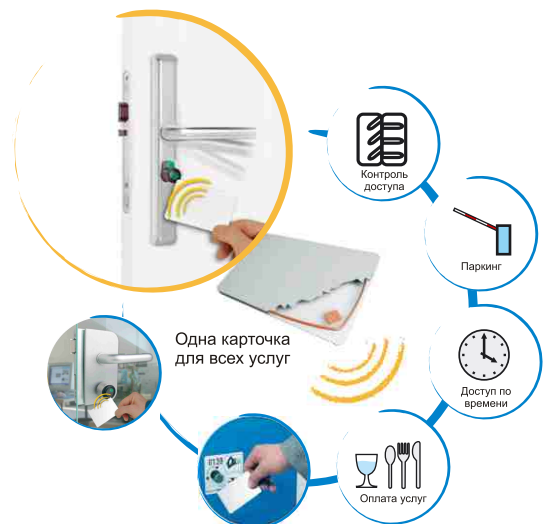 Контроль
доступа
Паркинг
Одна карточка
для всех услуг
Доступ по
времени
Оплата услуг